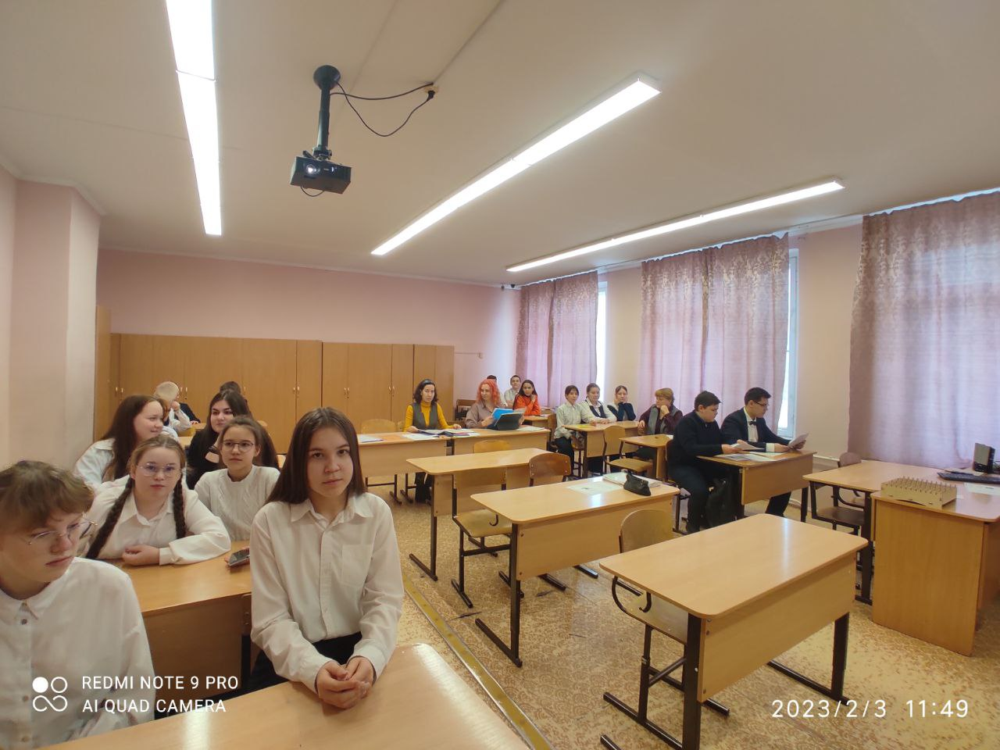 REDMI NOTE 9 PRO
AI QUAD CAMERA
2023/2/3 11:49